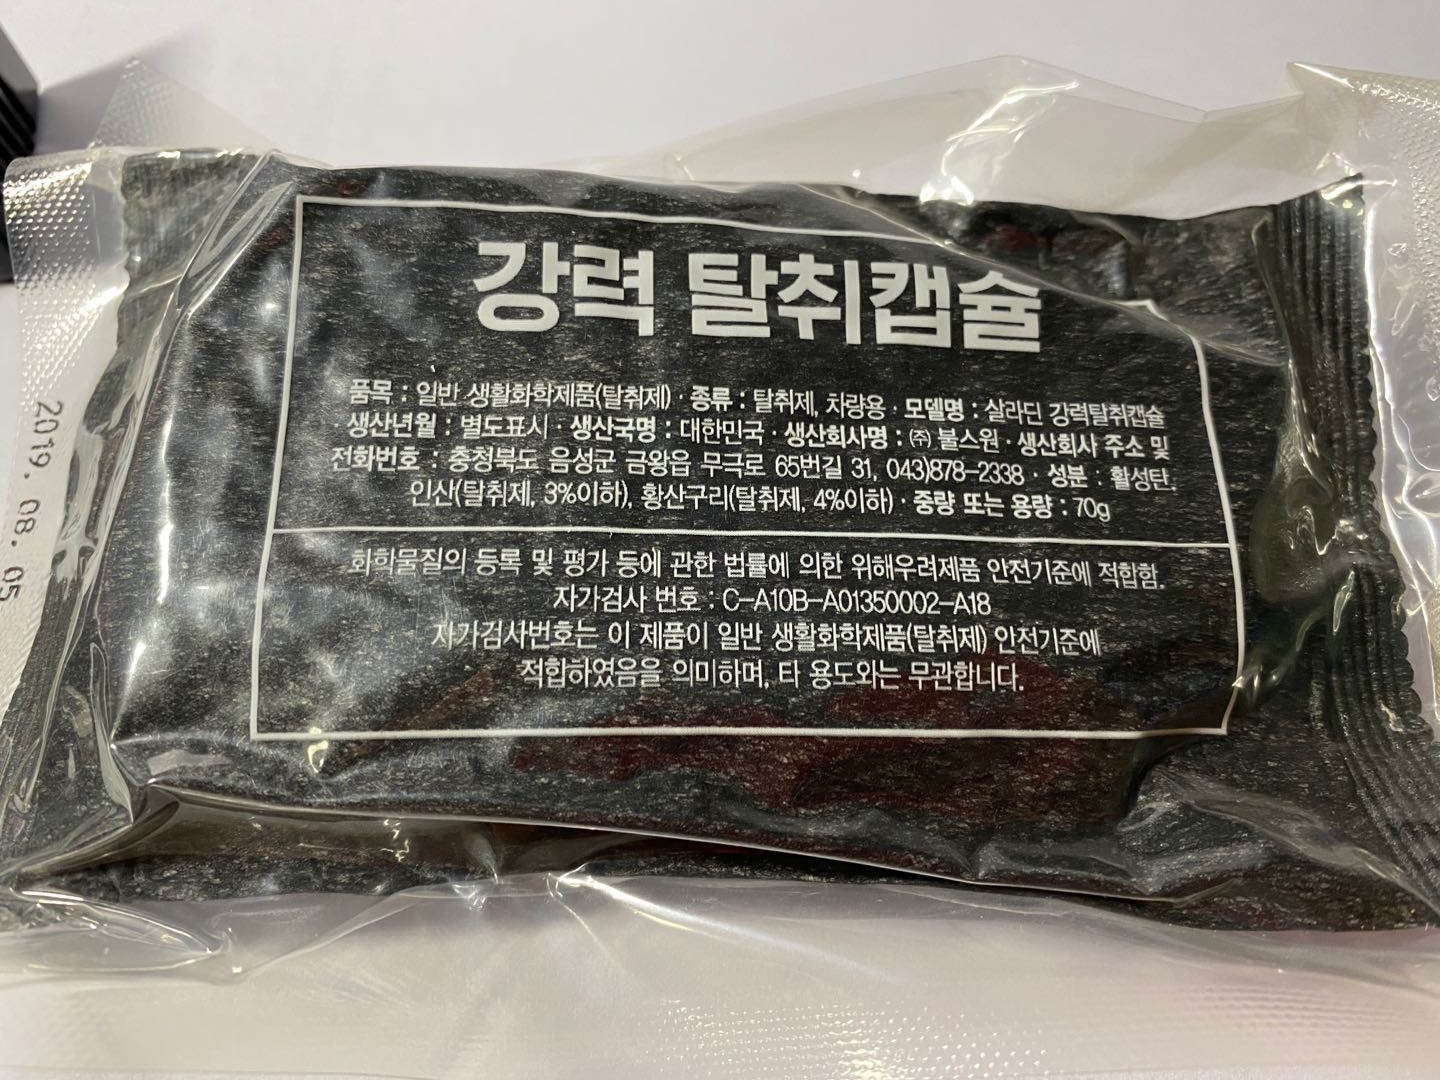 강력 탈취캡슐
품목 : 일반 생활화학제품(탈취제) · 종류 : 탈취제, 차량용 · 모델명 : 살라딘 강력탈취캡슐
· 생산년월 : 별도표시 · 생산국명 : 대한민국 · 생산회사명 : ㈜ 불스원 · 생산회사 주소 및
전화번호 : 충청북도 음성군 금왕읍 무극로 65번길 31, 043)878-2338 · 성분 : 활성탄,
인산(탈취제, 3%이하), 황산구리(탈취제, 4%이하) · 중량 또는 용량 : 70g
화학물질의 등록 및 평가 등에 관한 법률에 의한 위해우려제품 안전기준에 적합함.
자가검사 번호 : C-A10B-A01350002-A18
자가검사번호는 이 제품이 일반 생활화학제품(탈취제) 안전기준에
적합하였음을 의미하며, 타 용도와는 무관합니다.
2019. 08. 05